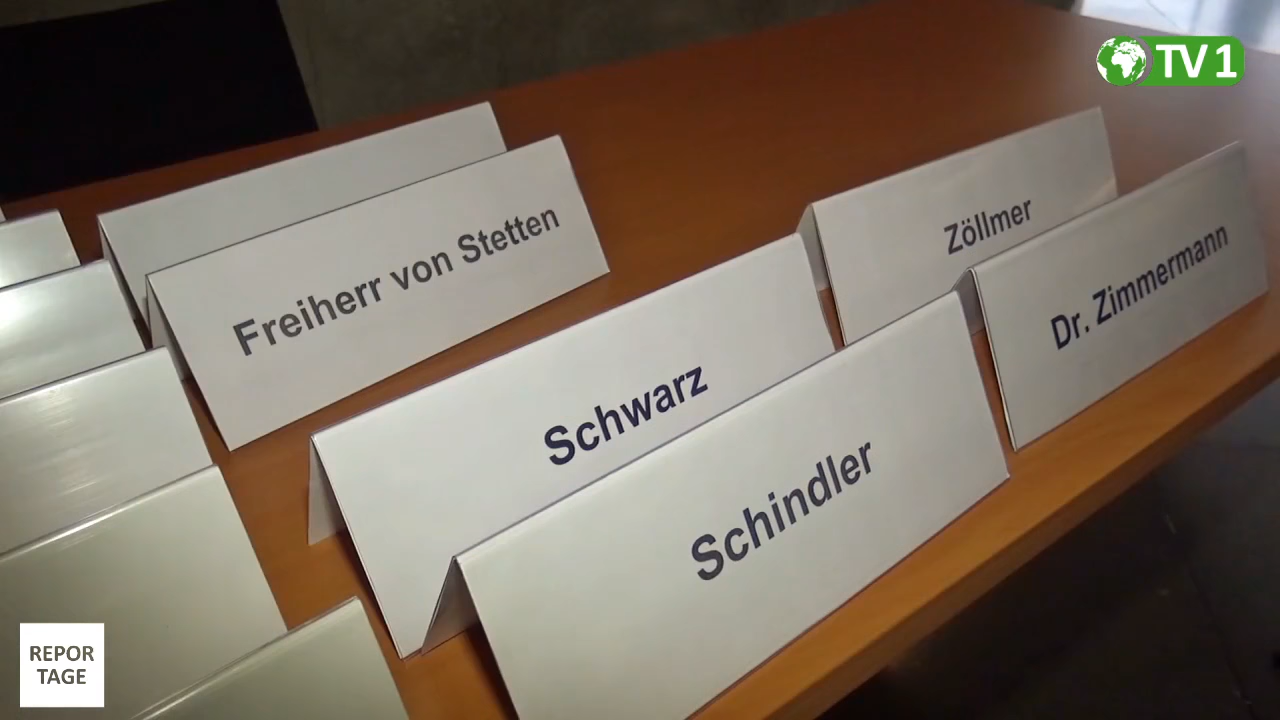 TV1
Zöllmer
Freiherr von Stetten
Dr. Zimmermann
Schwarz
Schindler
REPOR
TAGE